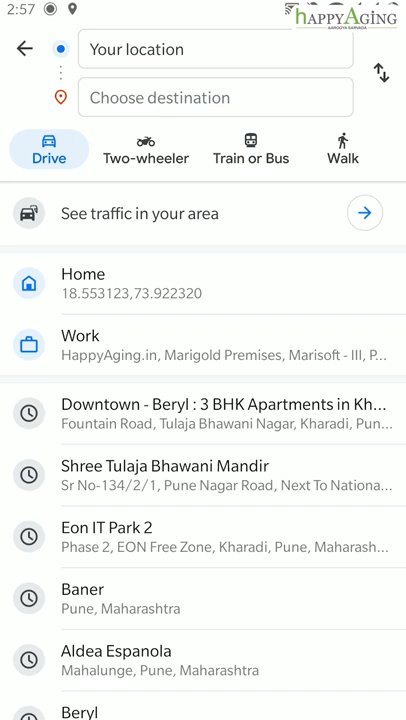 2:57
hAPPYAGiNG
AAROGYA SARVADA
Your location
Choose destination
Drive
Two-wheeler
Train or Bus
Walk
See traffic in your area
Home
18.553123,73.922320
Work
HappyAging.in, Marigold Premises, Marisoft - III, P...
Downtown - Beryl : 3 BHK Apartments in Kh...
Fountain Road, Tulaja Bhawani Nagar, Kharadi, Pun...
Shree Tulaja Bhawani Mandir
Sr No-134/2/1, Pune Nagar Road, Next To Nationa...
Eon IT Park 2
Phase 2, EON Free Zone, Kharadi, Pune, Maharash...
Baner
Pune, Maharashtra
Aldea Espanola
Mahalunge, Pune, Maharashtra
Beryl